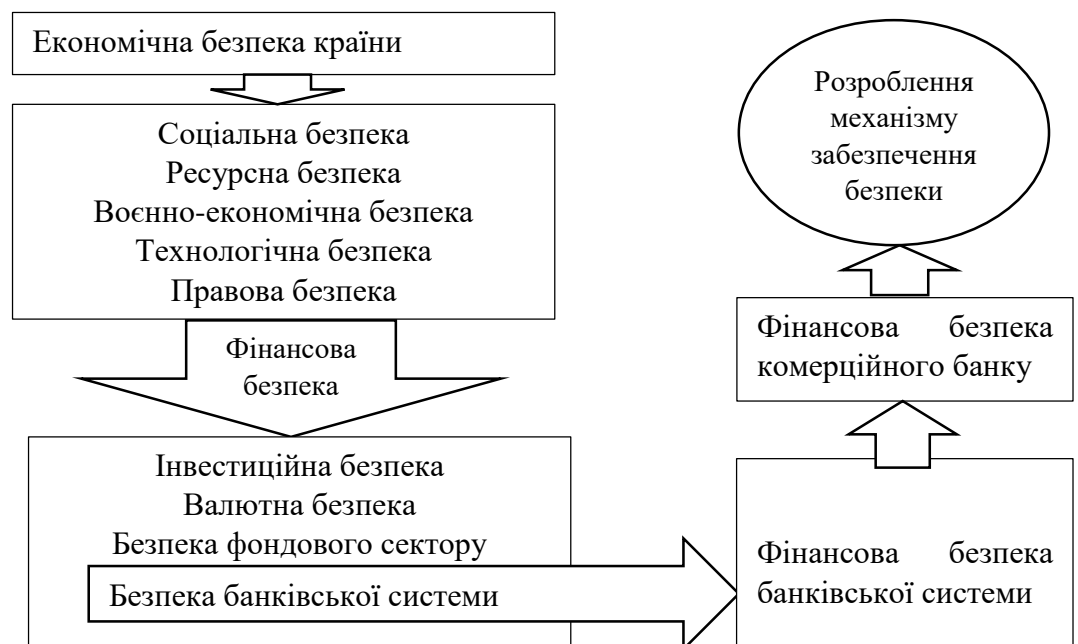 Економічна безпека країни
Соціальна безпека
Ресурсна безпека
Воєнно-економічна безпека
Технологічна безпека
Правова безпека
Фінансова
безпека
Інвестиційна безпека
Валютна безпека
Безпека фондового сектору
Безпека банківської системи
Фінансова безпека
банківської системи
Фінансова безпека
комерційного банку
Розроблення
механізму
забезпечення
безпеки